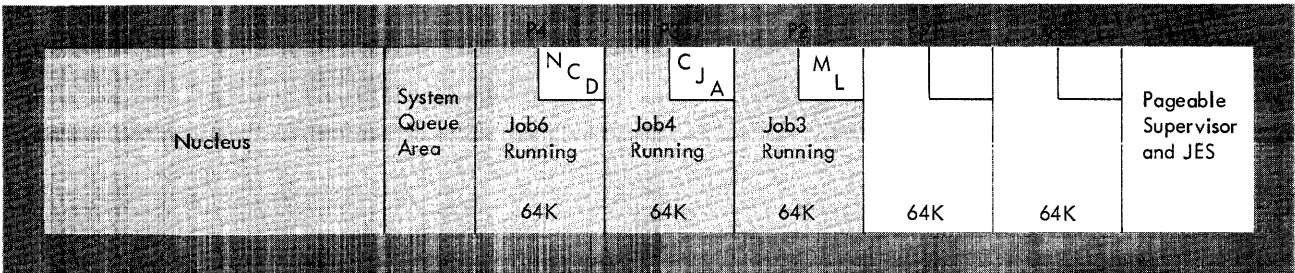 P4
P2
N C D
C J A
M L
Nucleus
System
Queue
Area
Job6
Running
64K
Job4
Running
64K
Job3
Running
64K
64K
64K
Pageable
Supervisor
and JES